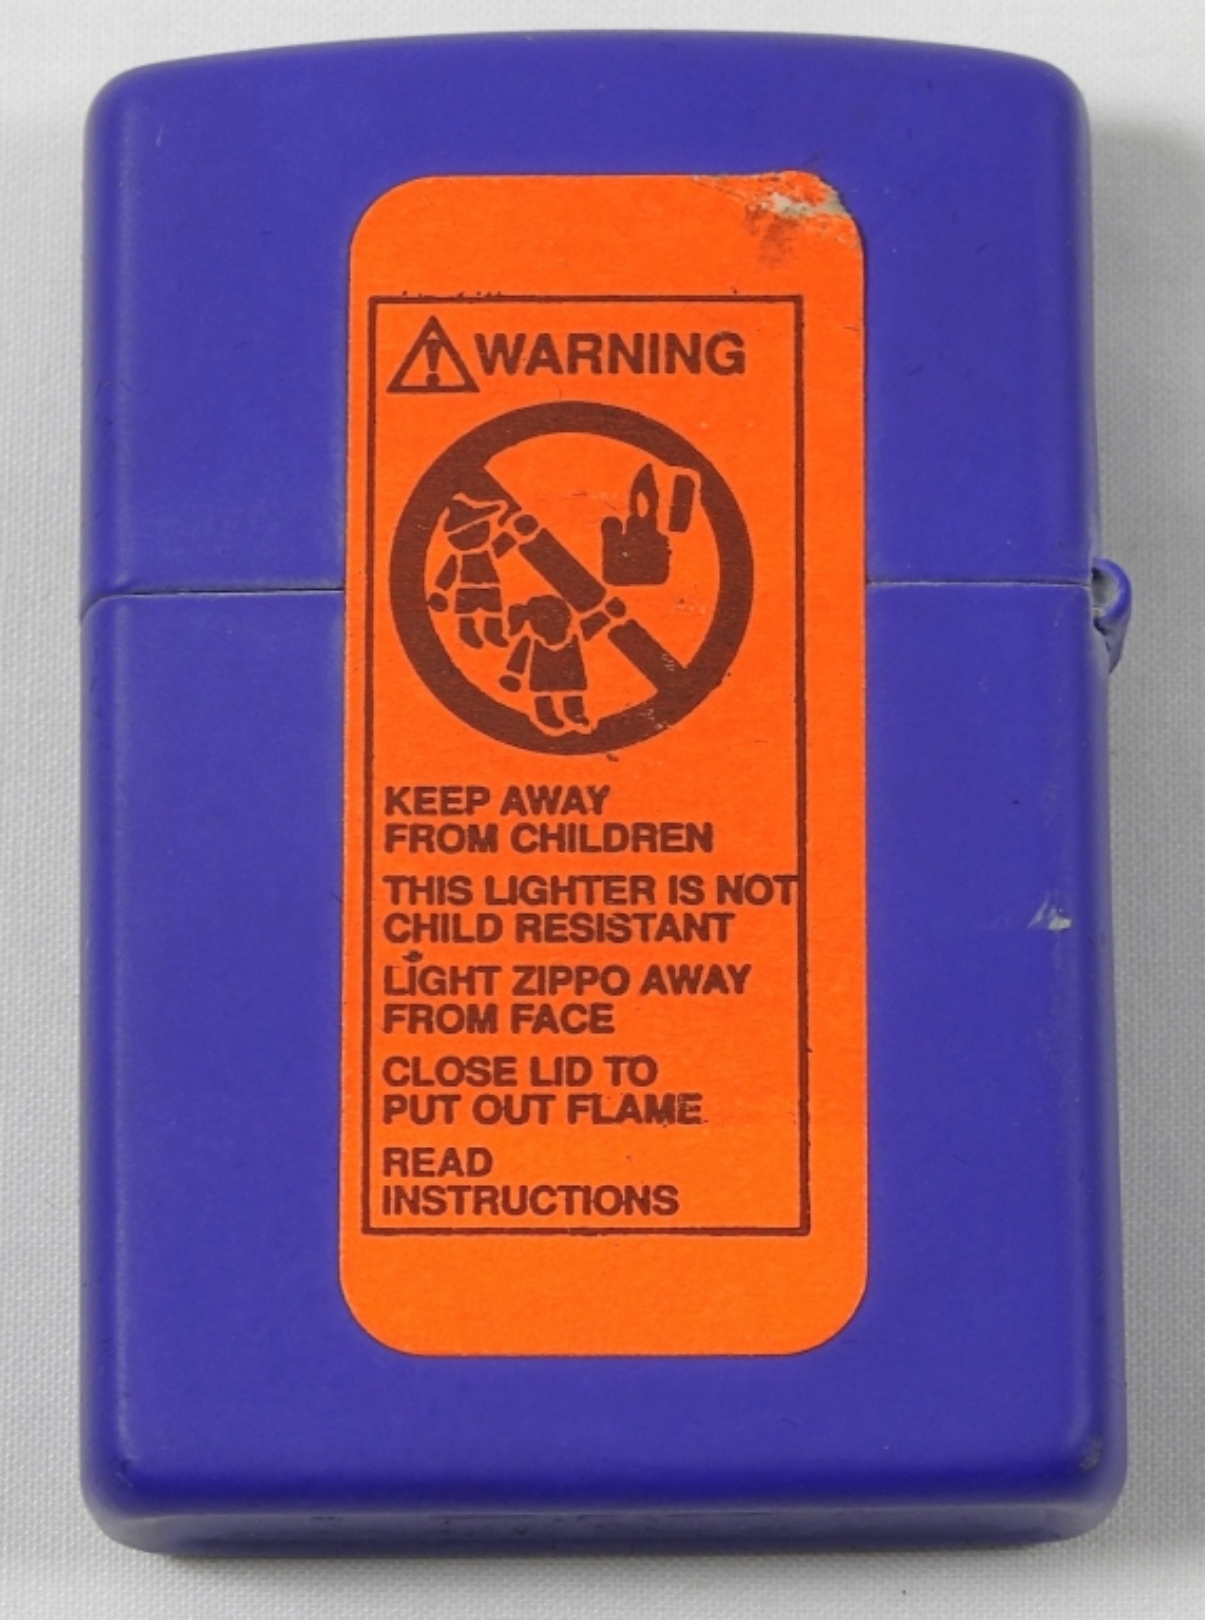 WARNING
KEEP AWAY
FROM CHILDREN
THIS LIGHTER IS NOT
CHILD RESISTANT
LIGHT ZIPPO AWAY
FROM FACE
CLOSE LID TO
PUT OUT FLAME
READ
INSTRUCTIONS